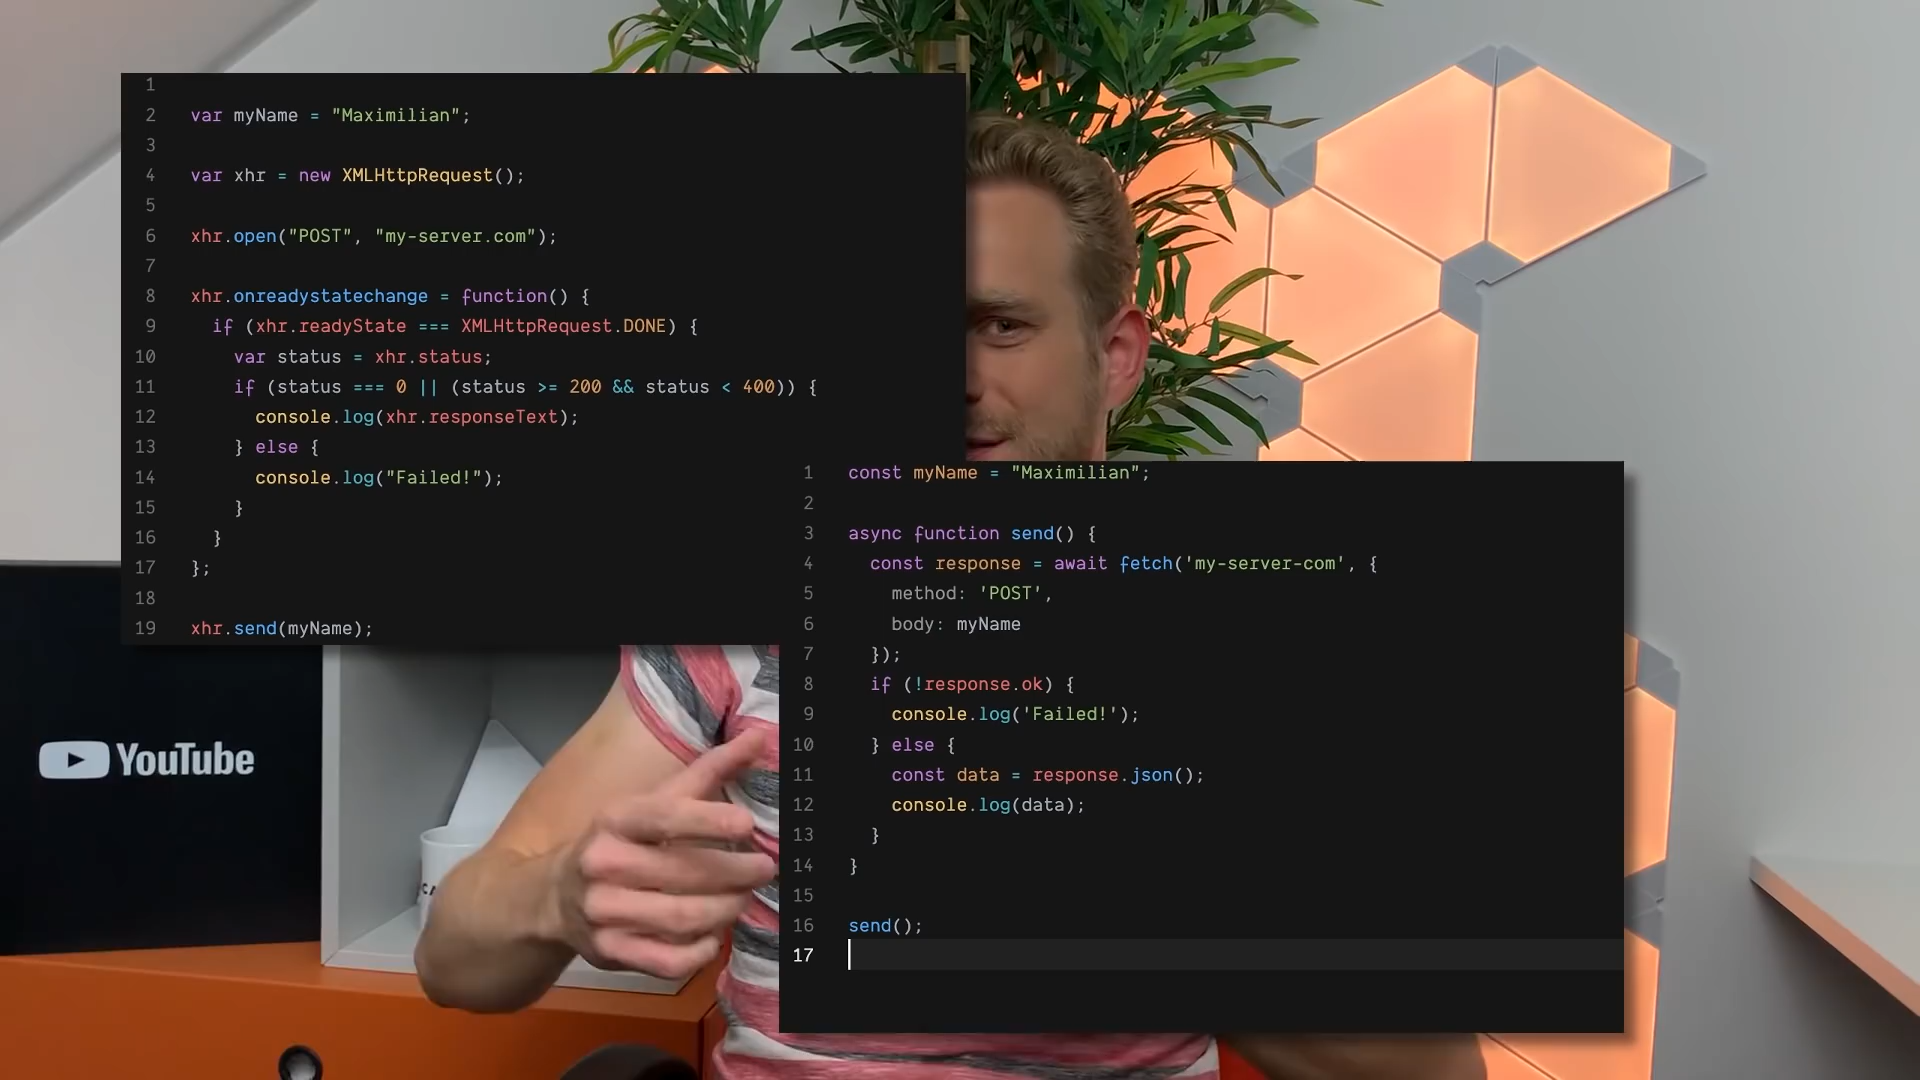 1
2 var myName = "Maximilian";
3
4 var xhr = new XMLHttpRequest();
5
6 xhr.open("POST", "my-server.com");
7
8 xhr.onreadystatechange = function() {
9 if (xhr.readyState === XMLHttpRequest.DONE) {
10 var status = xhr.status;
11 if (status === 0 || (status >= 200 && status < 400)) {
12 console.log(xhr.responseText);
13 } else {
14 console.log("Failed!");
15 }
16 }
17 };
18
19 xhr.send(myName);
1 const myName = "Maximilian";
2
3 async function send() {
4 const response = await fetch('my-server-com', {
5 method: 'POST',
6 body: myName
7 });
8 if (!response.ok) {
9 console.log('Failed!');
10 } else {
11 const data = response.json();
12 console.log(data);
13 }
14 }
15
16 send();
17
YouTube